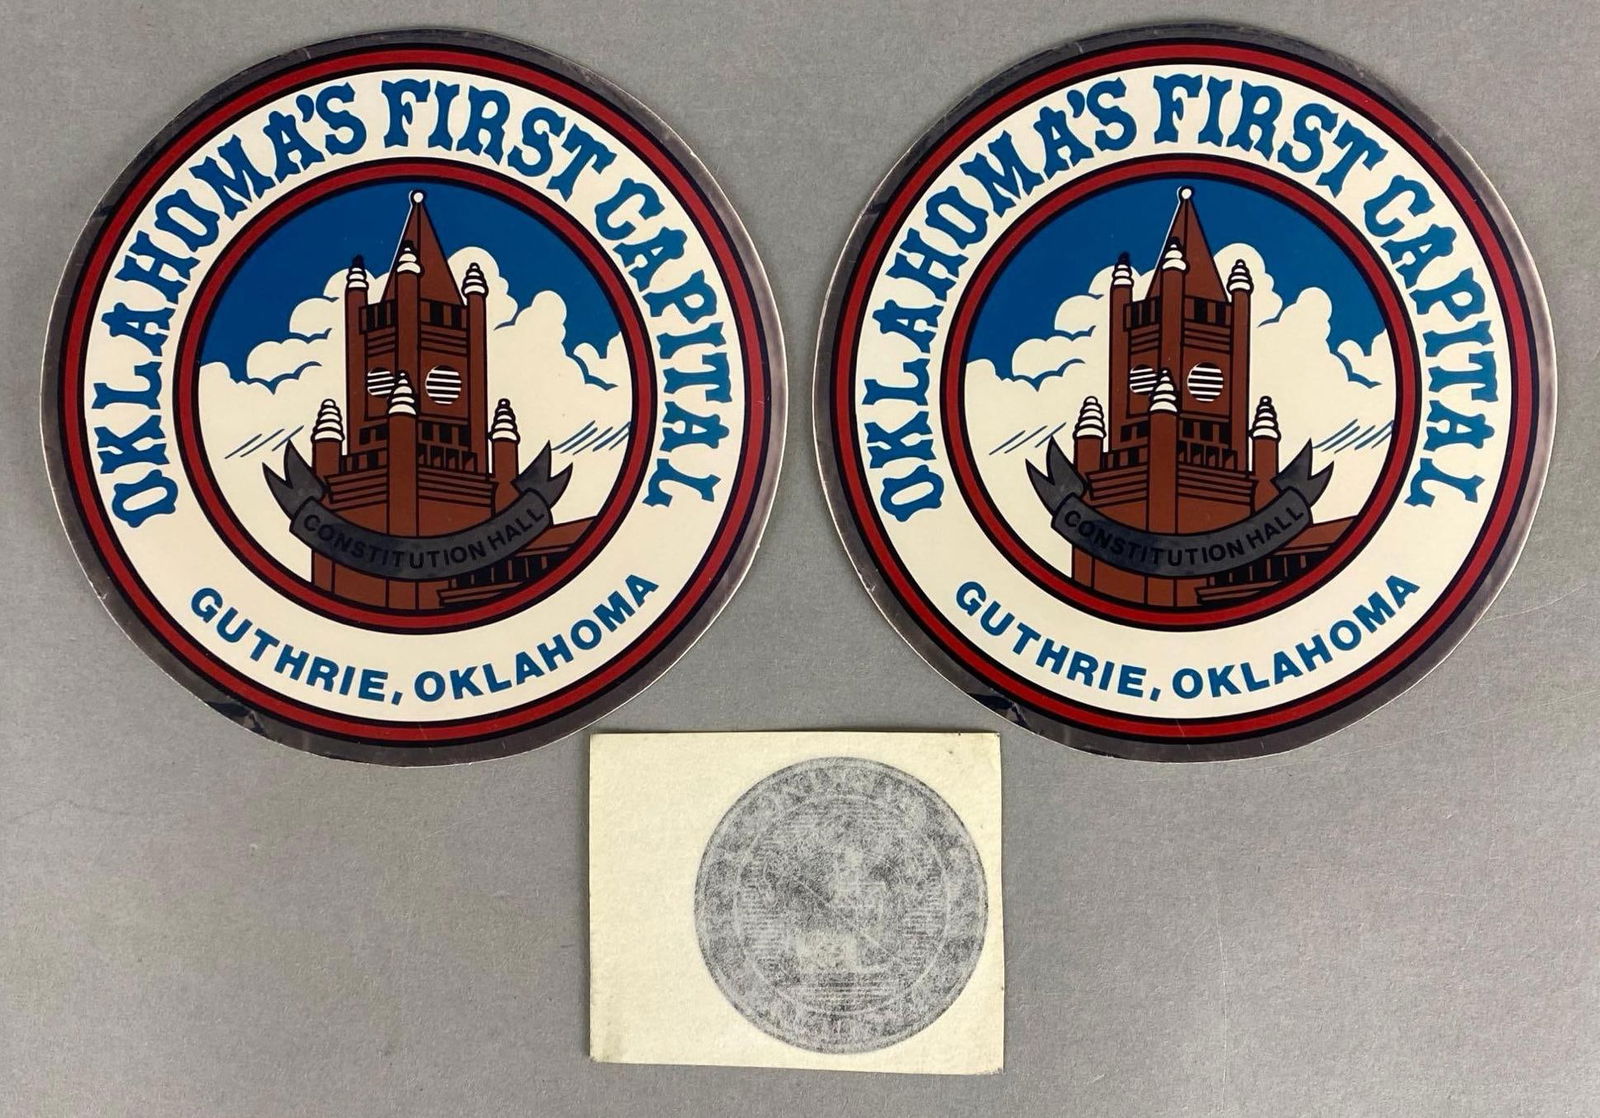 OKLAHOMA'S FIRST CAPITAL
CONSTITUTION HALL
GUTHRIE, OKLAHOMA
OKLAHOMA'S FIRST CAPITAL
CONSTITUTION HALL
GUTHRIE, OKLAHOMA